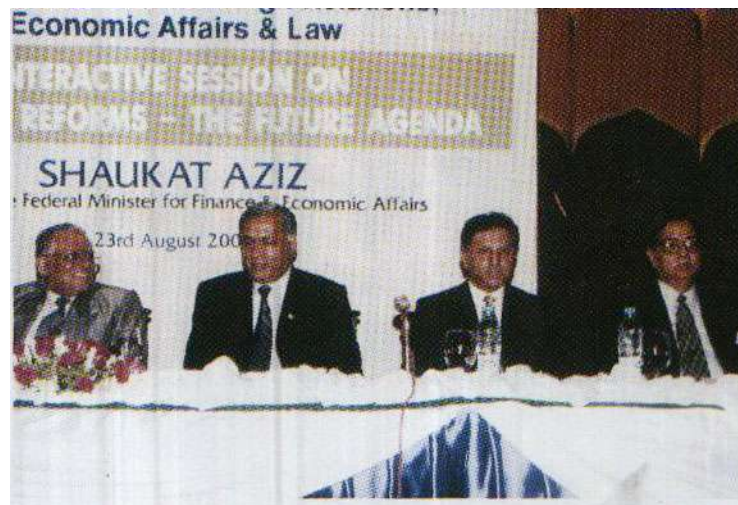 Economic Affairs & Law
INTERACTIVE SESSION ON
REFORMS - THE FUTURE AGENDA
SHAUKAT AZIZ
Federal Minister for Finance & Economic Affairs
23rd August